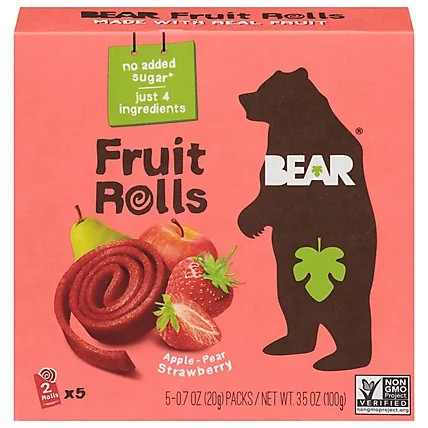 BEAR Fruit Rolls
MADE WITH REAL FRUIT
no added
sugar*
just 4
ingredients
Fruit
Rolls
BEAR®
Apple-Pear
Strawberry
2
Rolls
x5
5-0.7 OZ (20g) PACKS / NET WT. 3.5 OZ (100g)
NON
GMO
Project
VERIFIED
nongmoproject.org